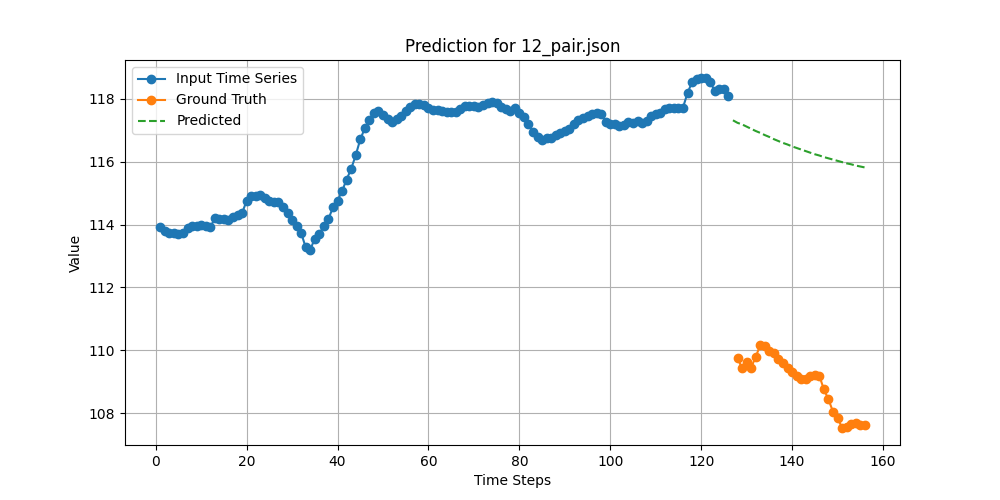 Prediction for 12_pair.json
Input Time Series
Ground Truth
Predicted
118
116
114
112
110
108
Value
0 20 40 60 80 100 120 140 160
Time Steps